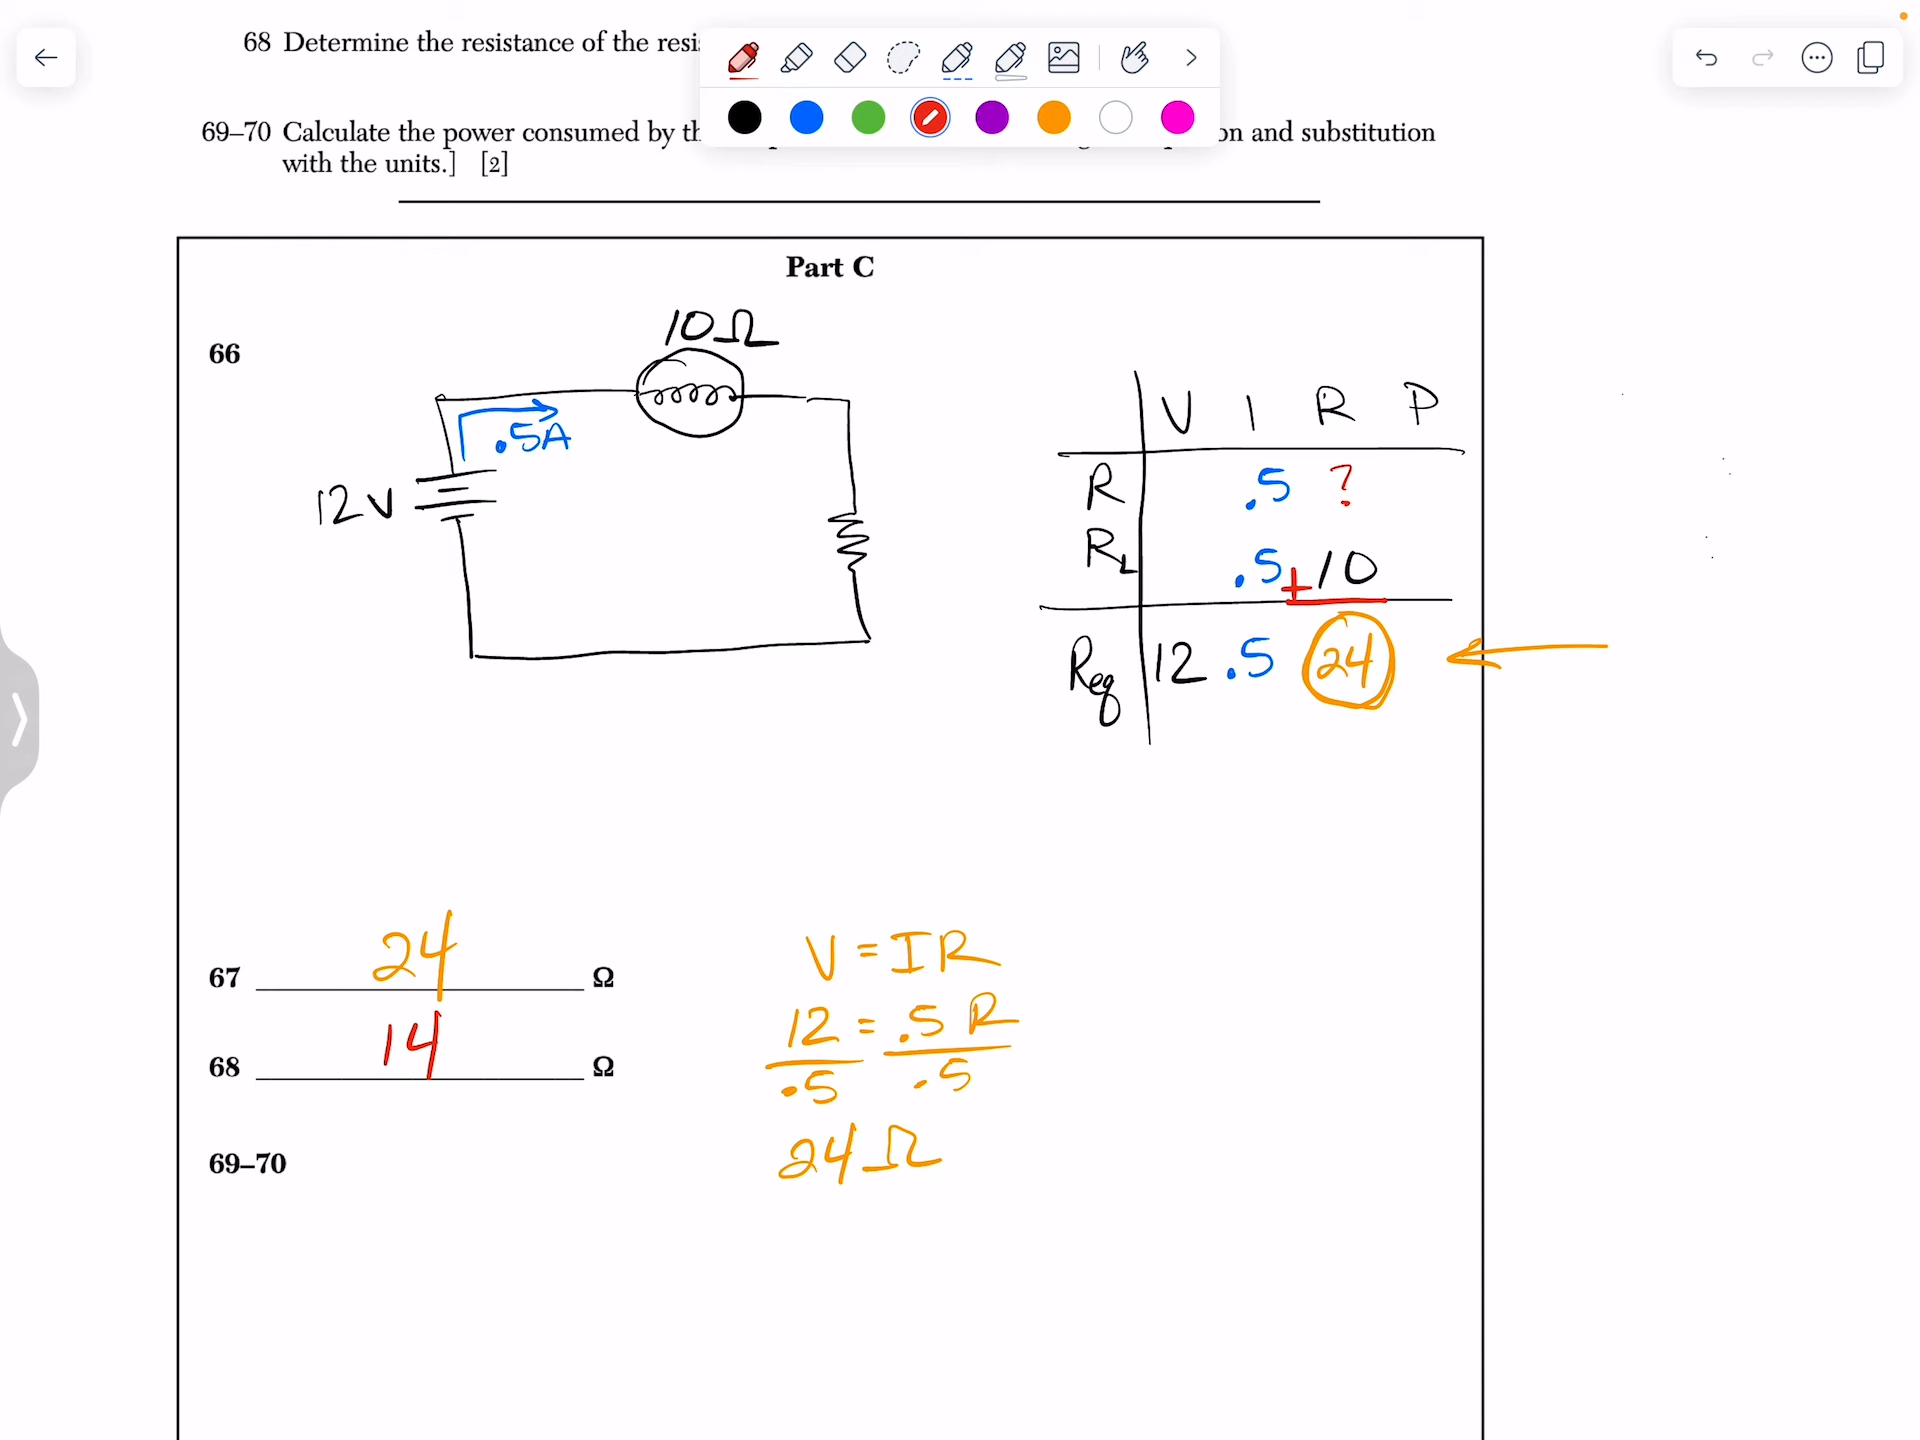 68 Determine the resistance of the resi
69–70 Calculate the power consumed by th on and substitution
with the units.] [2]
Part C
66
10Ω
.5A
12V
V I R P
R .5 ?
RL .5 + 10
Req 12 .5 24
67 24 Ω
68 14 Ω
69–70
V = IR
12 = .5 R
.5 .5
24 Ω